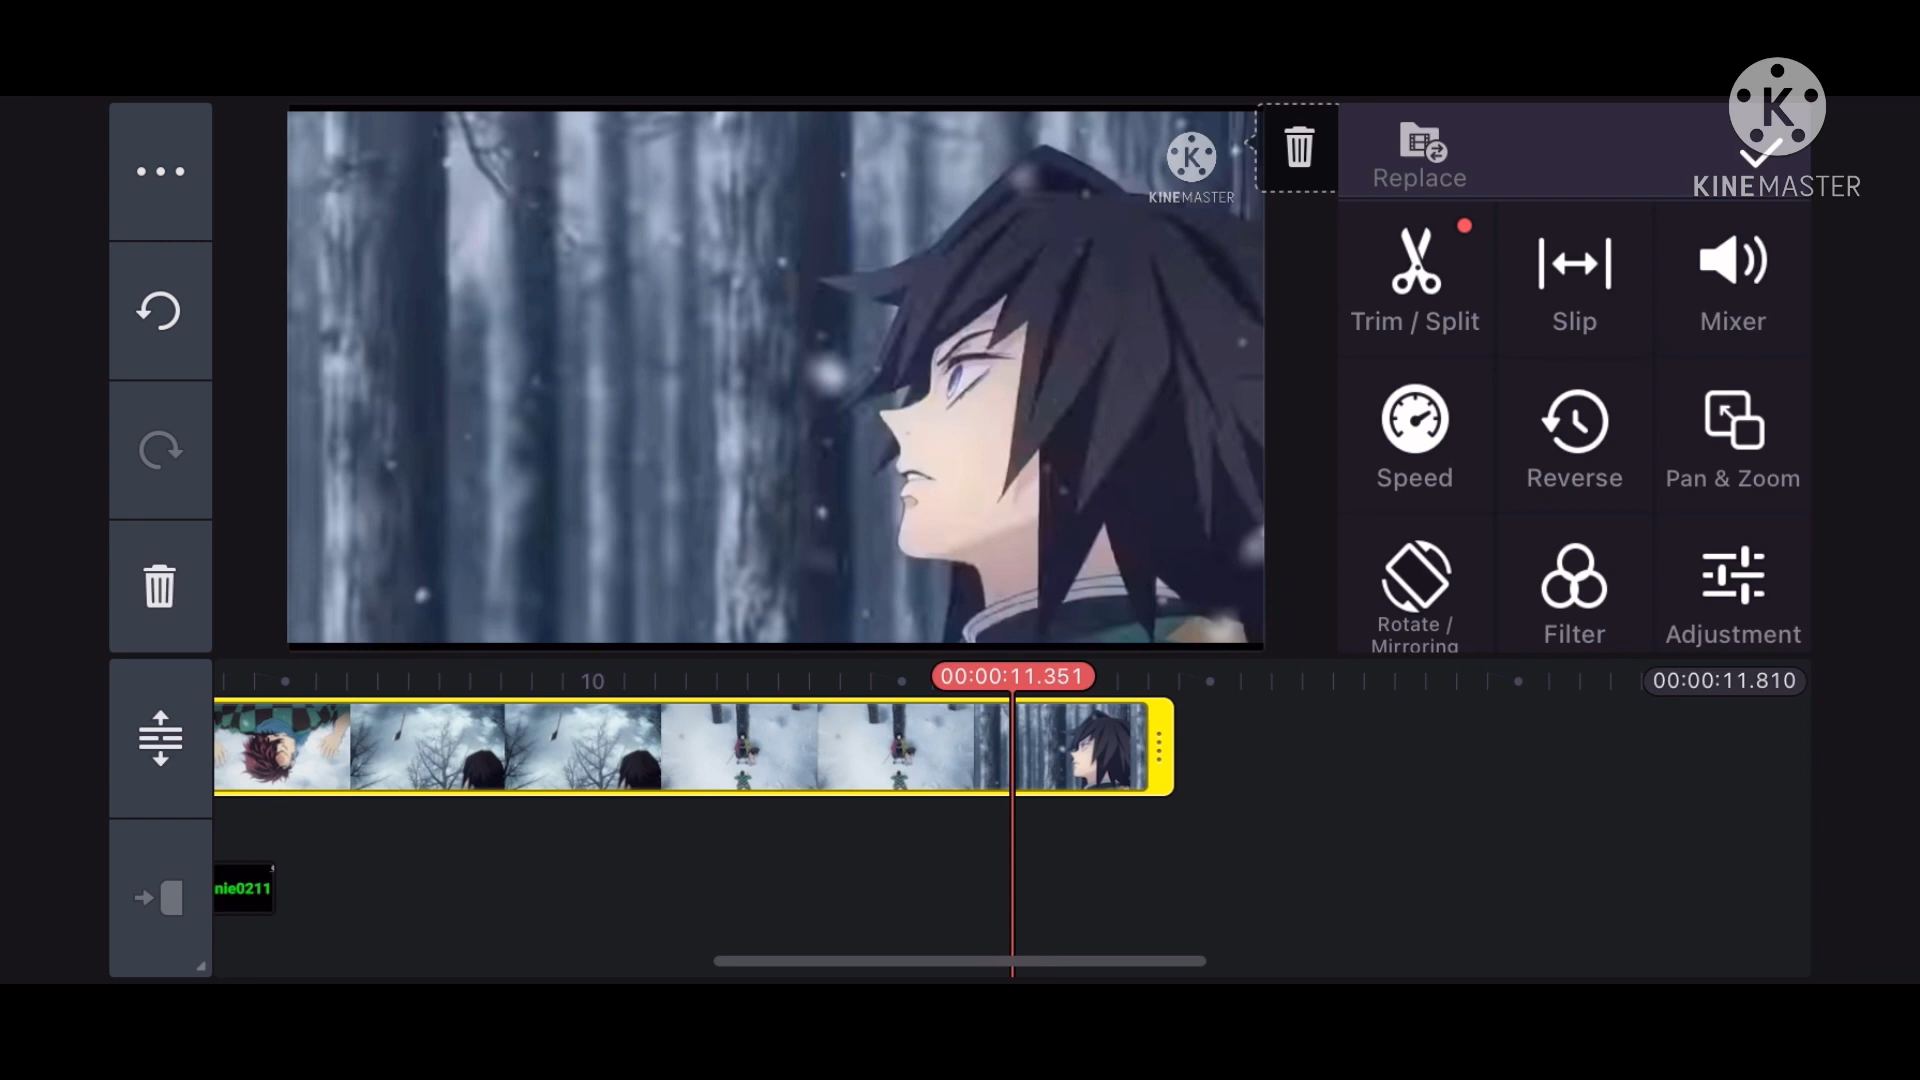 KINEMASTER
Replace
KINEMASTER
Trim / Split
Slip
Mixer
Speed
Reverse
Pan & Zoom
Rotate /
Mirroring
Filter
Adjustment
10
00:00:11.351
00:00:11.810
nie0211